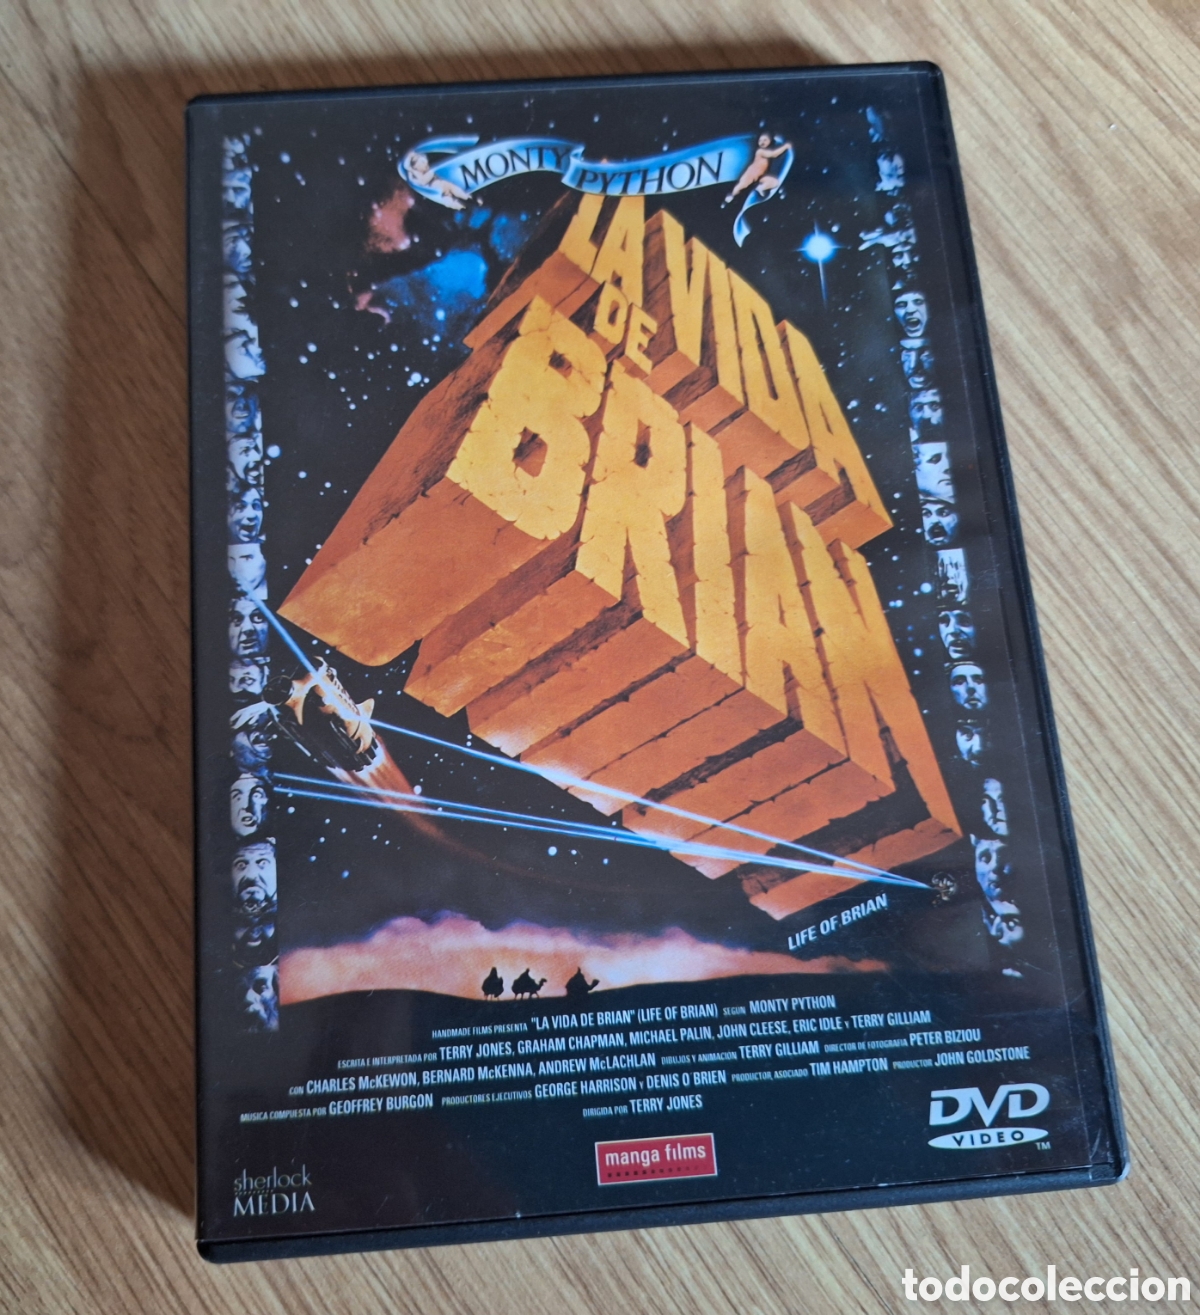 MONTY PYTHON
LA VIDA
DE
BRIAN
LIFE OF BRIAN
HANDMADE FILMS PRESENTA "LA VIDA DE BRIAN" (LIFE OF BRIAN) SEGUN MONTY PYTHON
ESCRITA E INTERPRETADA POR TERRY JONES, GRAHAM CHAPMAN, MICHAEL PALIN, JOHN CLEESE, ERIC IDLE Y TERRY GILLIAM
CON CHARLES McKEWON, BERNARD McKENNA, ANDREW McLACHLAN DIBUJOS Y ANIMACIÓN TERRY GILLIAM DIRECTOR DE FOTOGRAFIA PETER BIZIOU
MUSICA COMPUESTA POR GEOFFREY BURGON PRODUCTORES EJECUTIVOS GEORGE HARRISON Y DENIS O'BRIEN PRODUCTOR ASOCIADO TIM HAMPTON PRODUCTOR JOHN GOLDSTONE
DIRIGIDA POR TERRY JONES
DVD
VIDEO
TM
manga films
sherlock
MEDIA
todocoleccion